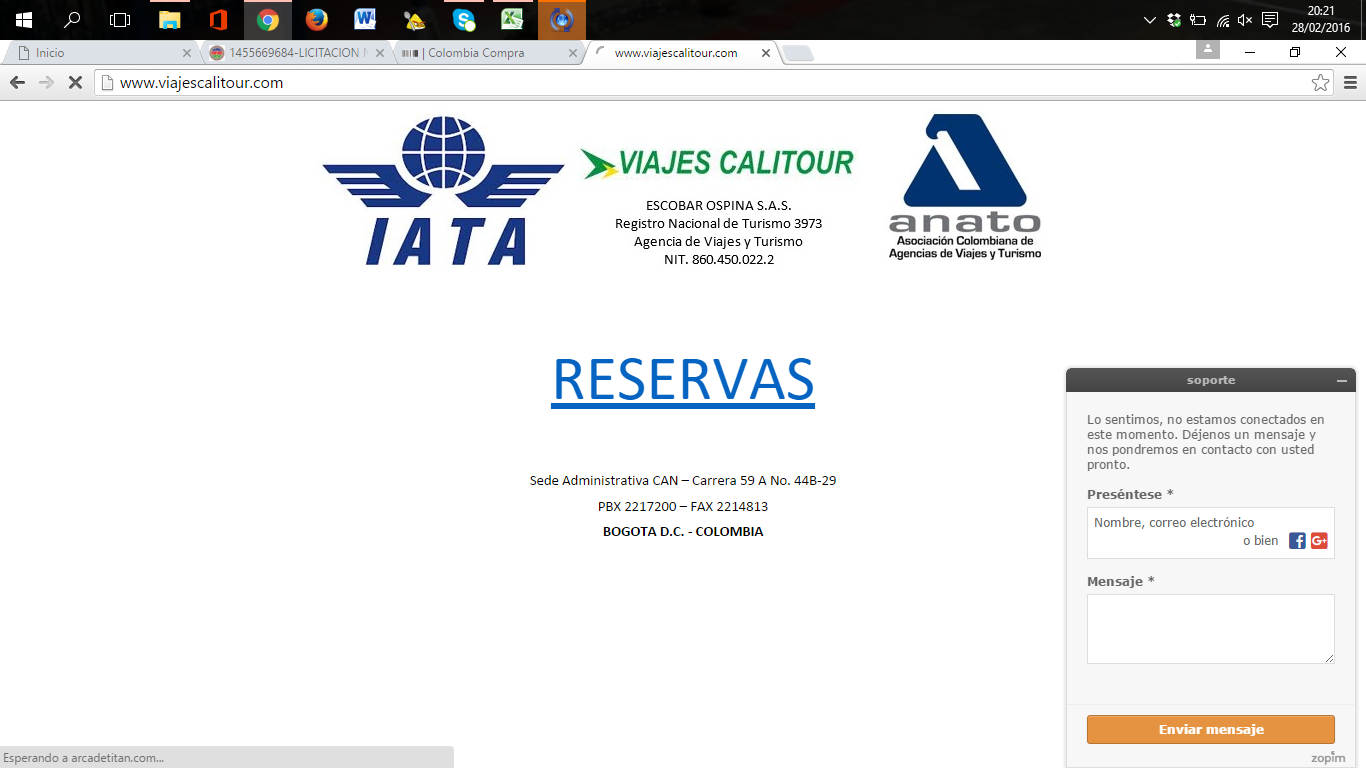 20:21
28/02/2016
Inicio
1455669684-LICITACION
| Colombia Compra
www.viajescalitour.com
www.viajescalitour.com
IATA
VIAJES CALITOUR
ESCOBAR OSPINA S.A.S.
Registro Nacional de Turismo 3973
Agencia de Viajes y Turismo
NIT. 860.450.022.2
anato
Asociación Colombiana de
Agencias de Viajes y Turismo
RESERVAS
Sede Administrativa CAN – Carrera 59 A No. 44B-29
PBX 2217200 – FAX 2214813
BOGOTA D.C. - COLOMBIA
soporte
Lo sentimos, no estamos conectados en
este momento. Déjenos un mensaje y
nos pondremos en contacto con usted
pronto.
Preséntese *
Nombre, correo electrónico
o bien
Mensaje *
Enviar mensaje
zopim
Esperando a arcadetitan.com...